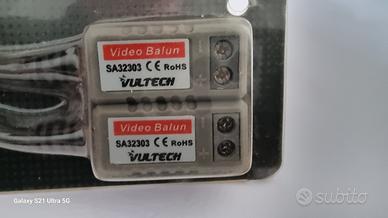 Video Balun
SA32303 CE RoHS
VULTECH
Video Balun
SA32303 CE RoHS
VULTECH
Galaxy S21 Ultra 5G
subito